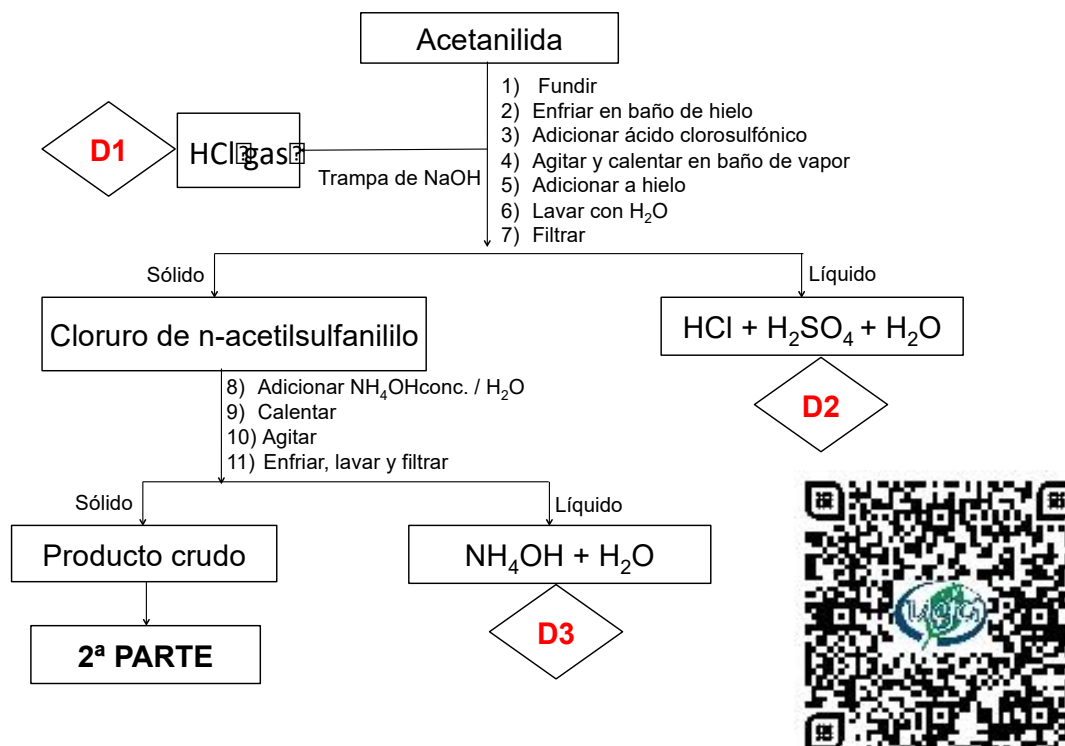 Acetanilida
1) Fundir
2) Enfriar en baño de hielo
3) Adicionar ácido clorosulfónico
4) Agitar y calentar en baño de vapor
5) Adicionar a hielo
6) Lavar con H₂O
7) Filtrar
D1
HCl gas
Trampa de NaOH
Sólido
Líquido
Cloruro de n-acetilsulfanililo
HCl + H₂SO₄ + H₂O
D2
8) Adicionar NH₄OHconc. / H₂O
9) Calentar
10) Agitar
11) Enfriar, lavar y filtrar
Sólido
Líquido
Producto crudo
NH₄OH + H₂O
D3
2ª PARTE